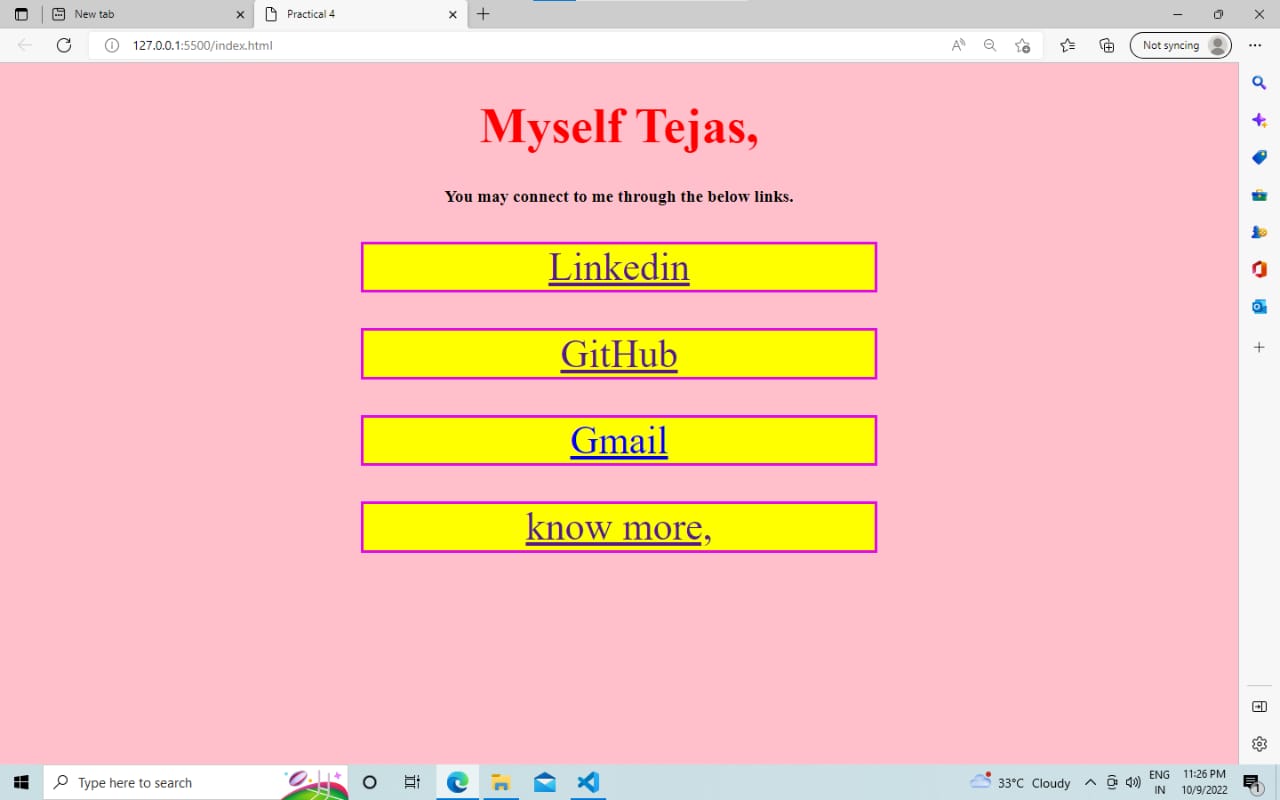 New tab
Practical 4
127.0.0.1:5500/index.html
Not syncing
Myself Tejas,
You may connect to me through the below links.
Linkedin
GitHub
Gmail
know more,
Type here to search
33°C Cloudy
ENG
IN
11:26 PM
10/9/2022
1